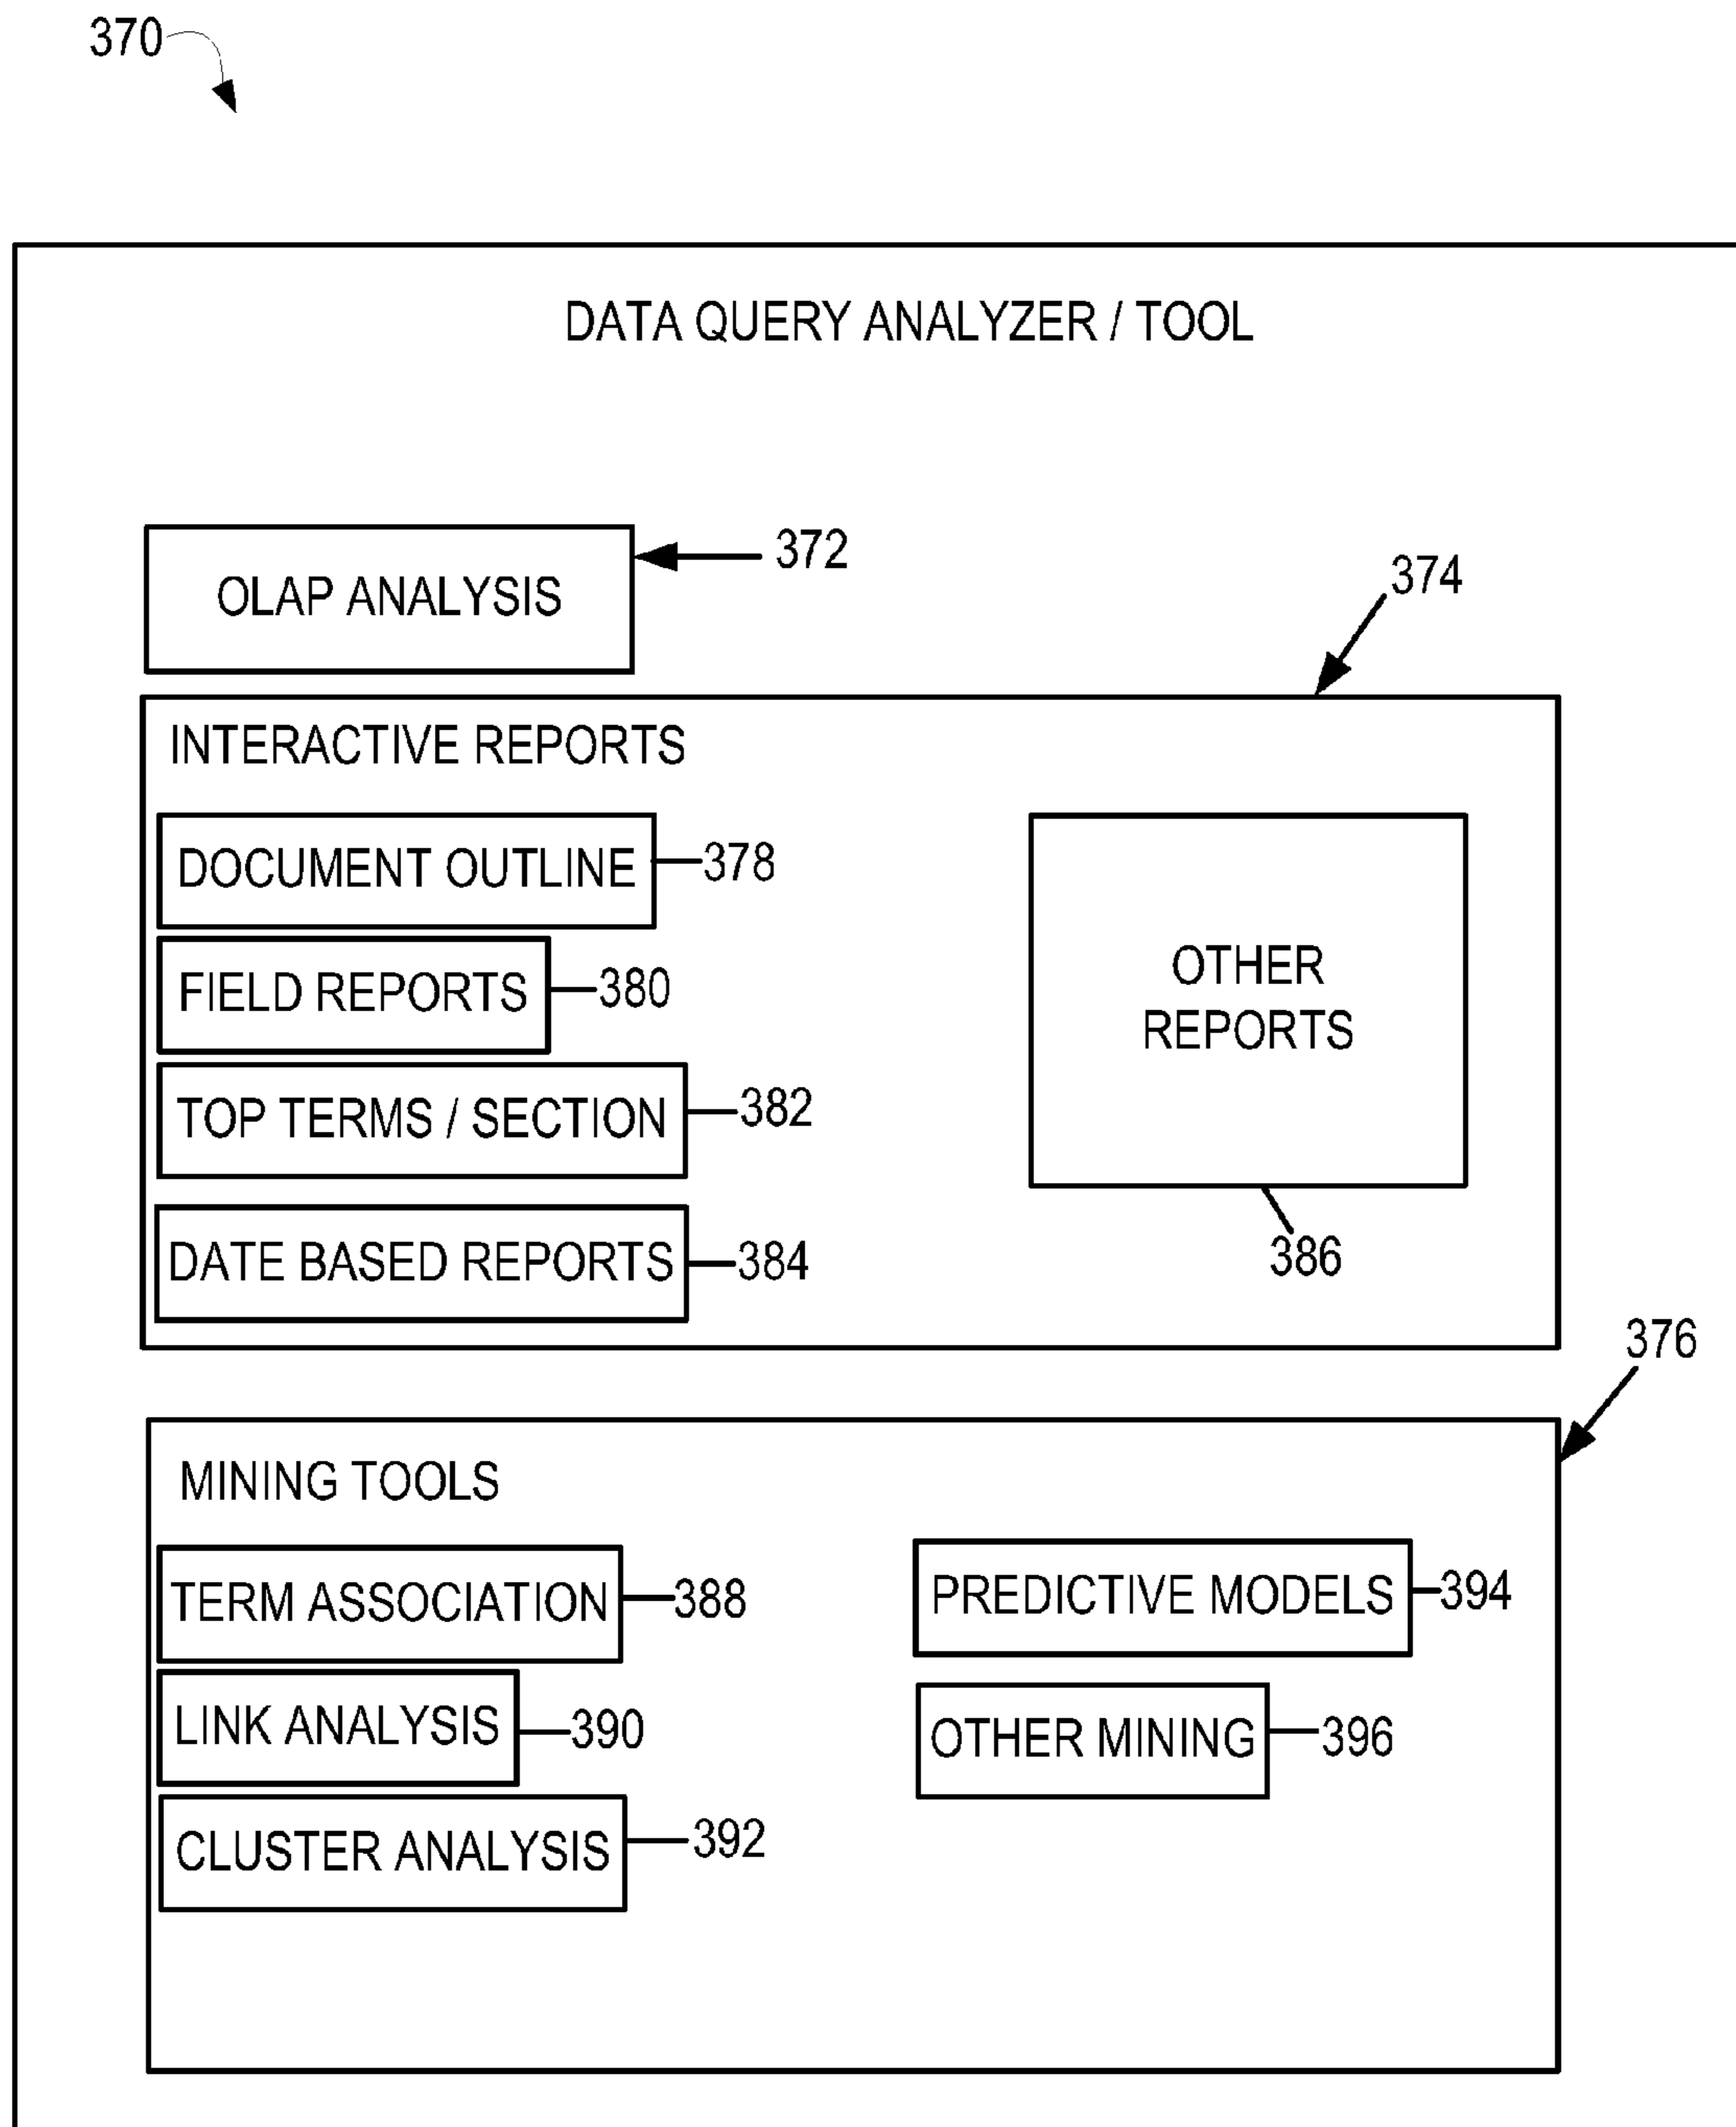 370
DATA QUERY ANALYZER / TOOL
OLAP ANALYSIS
372
374
INTERACTIVE REPORTS
DOCUMENT OUTLINE
378
FIELD REPORTS
380
TOP TERMS / SECTION
382
DATE BASED REPORTS
384
OTHER
REPORTS
386
376
MINING TOOLS
TERM ASSOCIATION
388
LINK ANALYSIS
390
CLUSTER ANALYSIS
392
PREDICTIVE MODELS
394
OTHER MINING
396